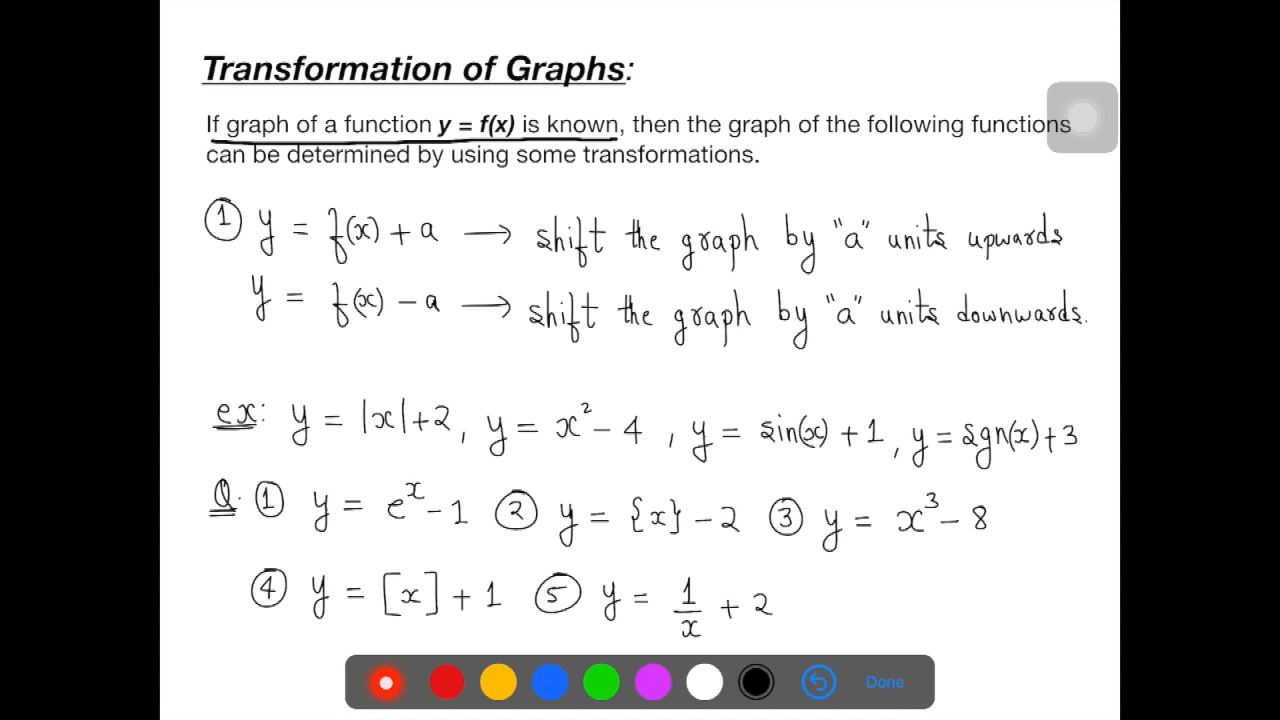 Transformation of Graphs:
If graph of a function y = f(x) is known, then the graph of the following functions
can be determined by using some transformations.
① y = f(x) + a → shift the graph by "a" units upwards
y = f(x) - a → shift the graph by "a" units downwards.
ex: y = |x|+2, y = x² - 4, y = sin(x) + 1, y = sgn(x)+3
Q. ① y = eˣ - 1 ② y = {x} - 2 ③ y = x³ - 8
④ y = [x] + 1 ⑤ y = 1/x + 2
Done